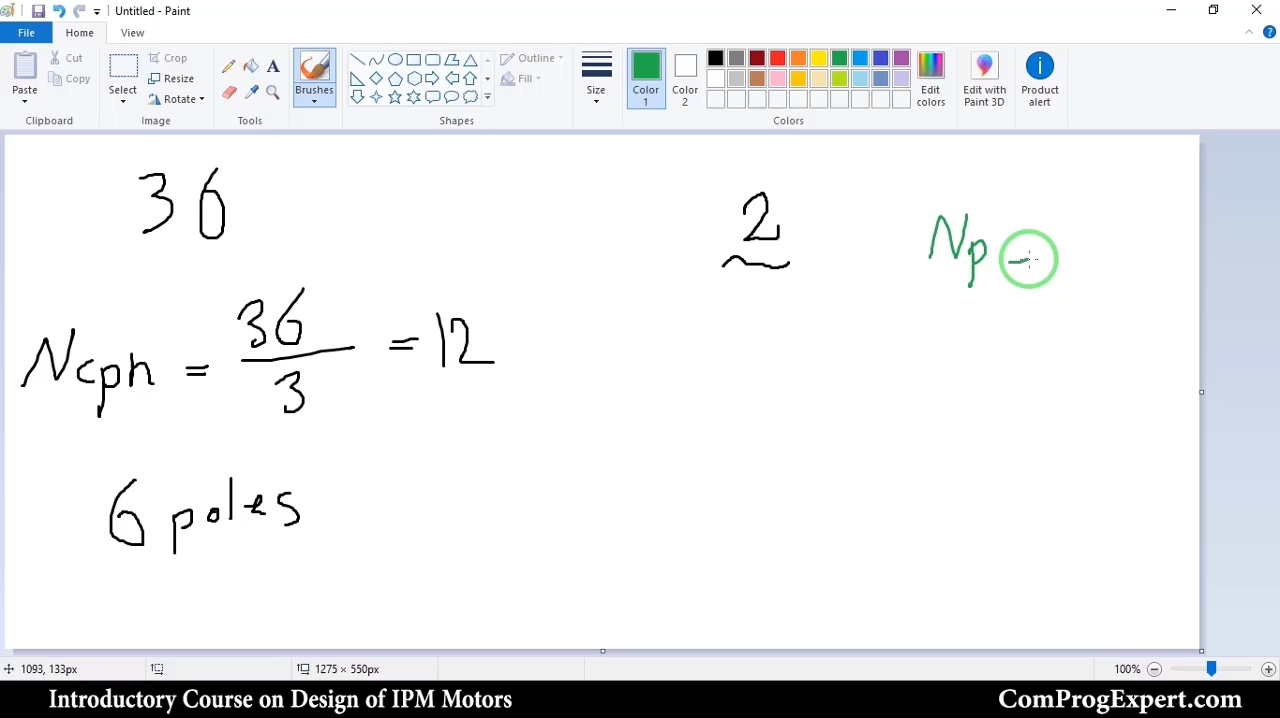 Untitled - Paint
File Home View
Paste Cut Copy Select Crop Resize Rotate Brushes Outline Fill Size Color 1 Color 2 Edit colors Edit with Paint 3D Product alert
Clipboard Image Tools Shapes Colors
36
2
Np =
Ncph = 36/3 = 12
6 poles
1093, 133px 1275 × 550px 100%
Introductory Course on Design of IPM Motors ComProgExpert.com